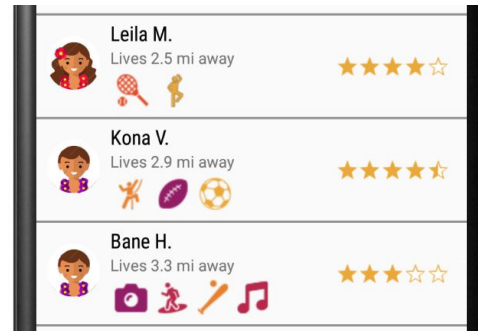 Leila M.
Lives 2.5 mi away
Kona V.
Lives 2.9 mi away
Bane H.
Lives 3.3 mi away